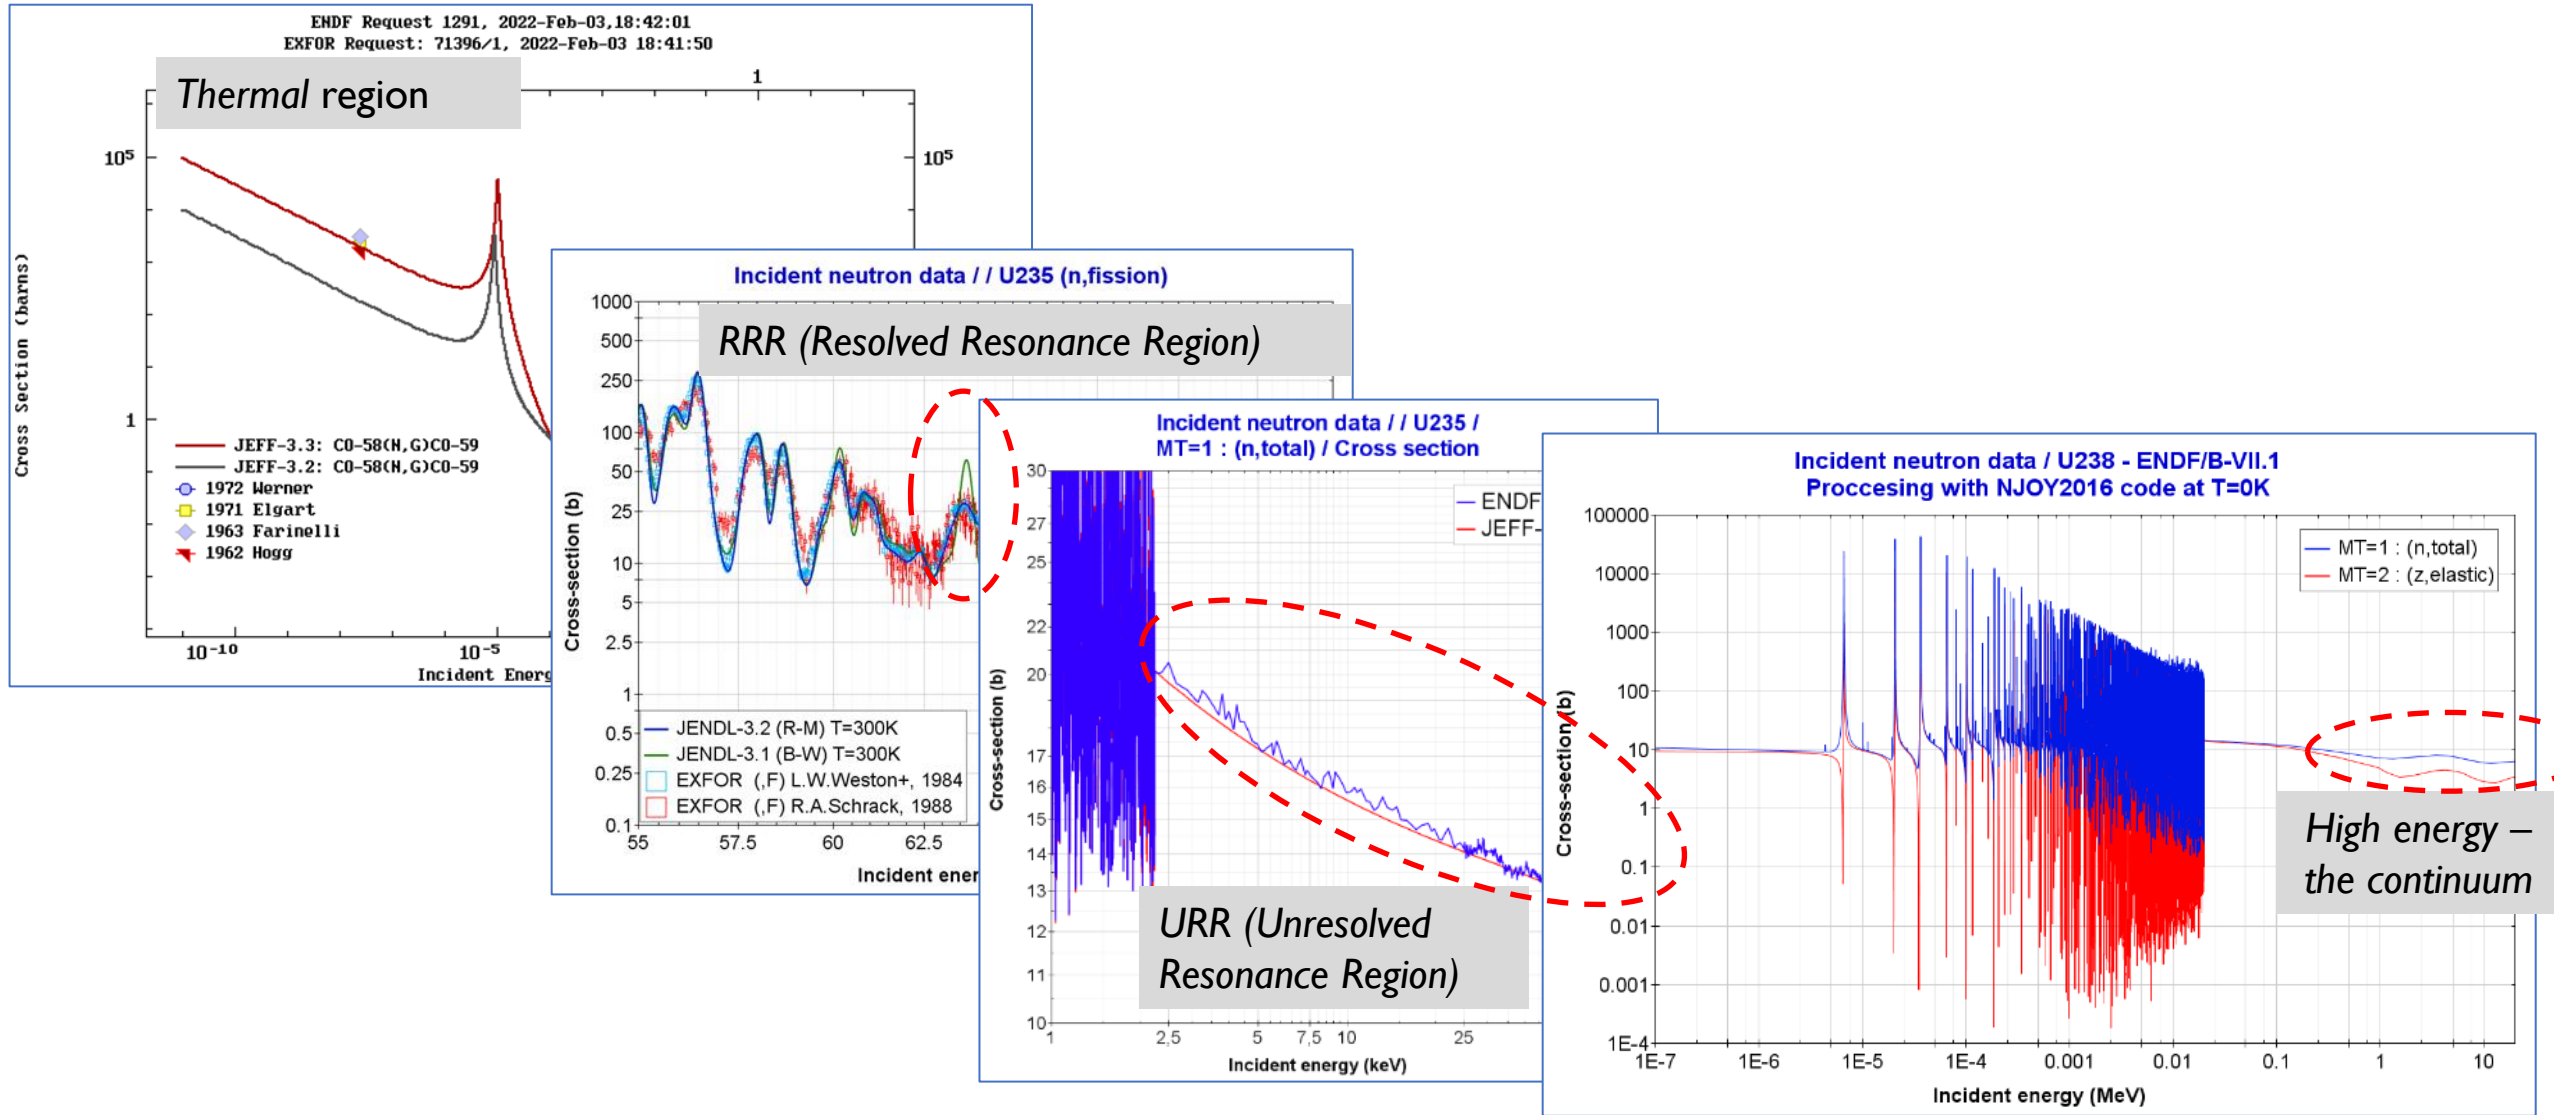 ENDF Request 1291, 2022-Feb-03,18:42:01
EXFOR Request: 71396/1, 2022-Feb-03 18:41:50
Thermal region
1
10⁵
10⁵
1
Cross Section (barns)
JEFF-3.3: CO-58(N,G)CO-59
JEFF-3.2: CO-58(N,G)CO-59
1972 Werner
1971 Elgart
1963 Farinelli
1962 Hogg
10⁻¹⁰
10⁻⁵
Incident Energ
Incident neutron data / / U235 (n,fission)
RRR (Resolved Resonance Region)
1000
500
250
100
50
25
10
5
2.5
1
0.5
0.25
0.1
Cross-section (b)
JENDL-3.2 (R-M) T=300K
JENDL-3.1 (B-W) T=300K
EXFOR (,F) L.W.Weston+, 1984
EXFOR (,F) R.A.Schrack, 1988
55
57.5
60
62.5
Incident ener
Incident neutron data / / U235 /
MT=1 : (n,total) / Cross section
ENDF
JEFF-
30
27
25
22
20
17
16
15
14
13
12
11
10
Cross-section (b)
URR (Unresolved
Resonance Region)
1
2,5
5
7,5
10
25
Incident energy (keV)
Incident neutron data / U238 - ENDF/B-VII.1
Proccesing with NJOY2016 code at T=0K
MT=1 : (n,total)
MT=2 : (z,elastic)
100000
10000
1000
100
10
1
0.1
0.01
0.001
1E-4
Cross-section (b)
High energy –
the continuum
1E-7
1E-6
1E-5
1E-4
0.001
0.01
0.1
1
10
Incident energy (MeV)